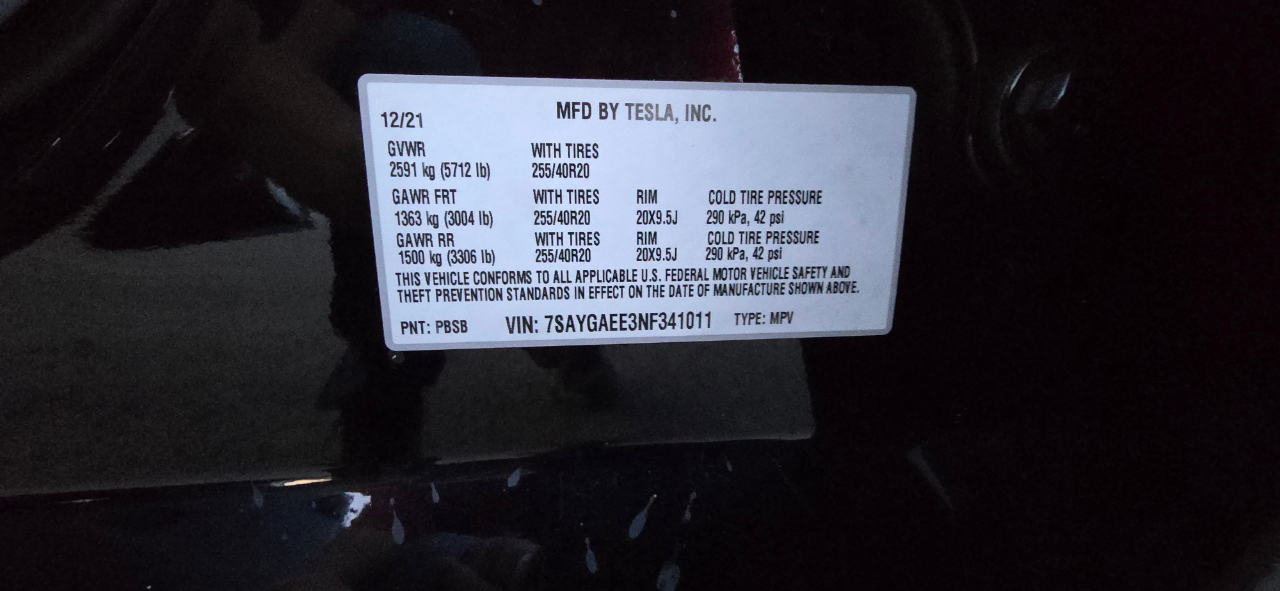 12/21 MFD BY TESLA, INC.
GVWR WITH TIRES
2591 kg (5712 lb) 255/40R20
GAWR FRT WITH TIRES RIM COLD TIRE PRESSURE
1363 kg (3004 lb) 255/40R20 20X9.5J 290 kPa, 42 psi
GAWR RR WITH TIRES RIM COLD TIRE PRESSURE
1500 kg (3306 lb) 255/40R20 20X9.5J 290 kPa, 42 psi
THIS VEHICLE CONFORMS TO ALL APPLICABLE U.S. FEDERAL MOTOR VEHICLE SAFETY AND
THEFT PREVENTION STANDARDS IN EFFECT ON THE DATE OF MANUFACTURE SHOWN ABOVE.
PNT: PBSB VIN: 7SAYGAEE3NF341011 TYPE: MPV